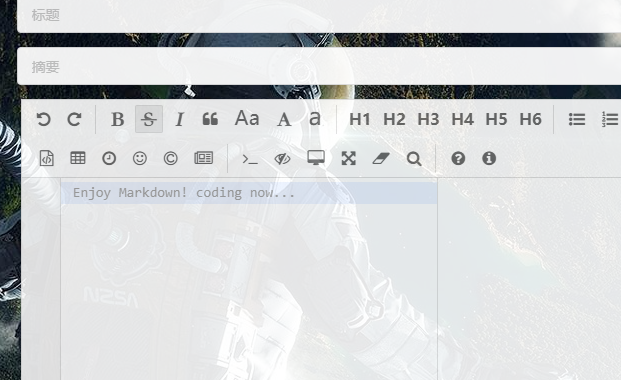 标题
摘要
B S I “ Aa A a H1 H2 H3 H4 H5 H6
Enjoy Markdown! coding now...
NASA